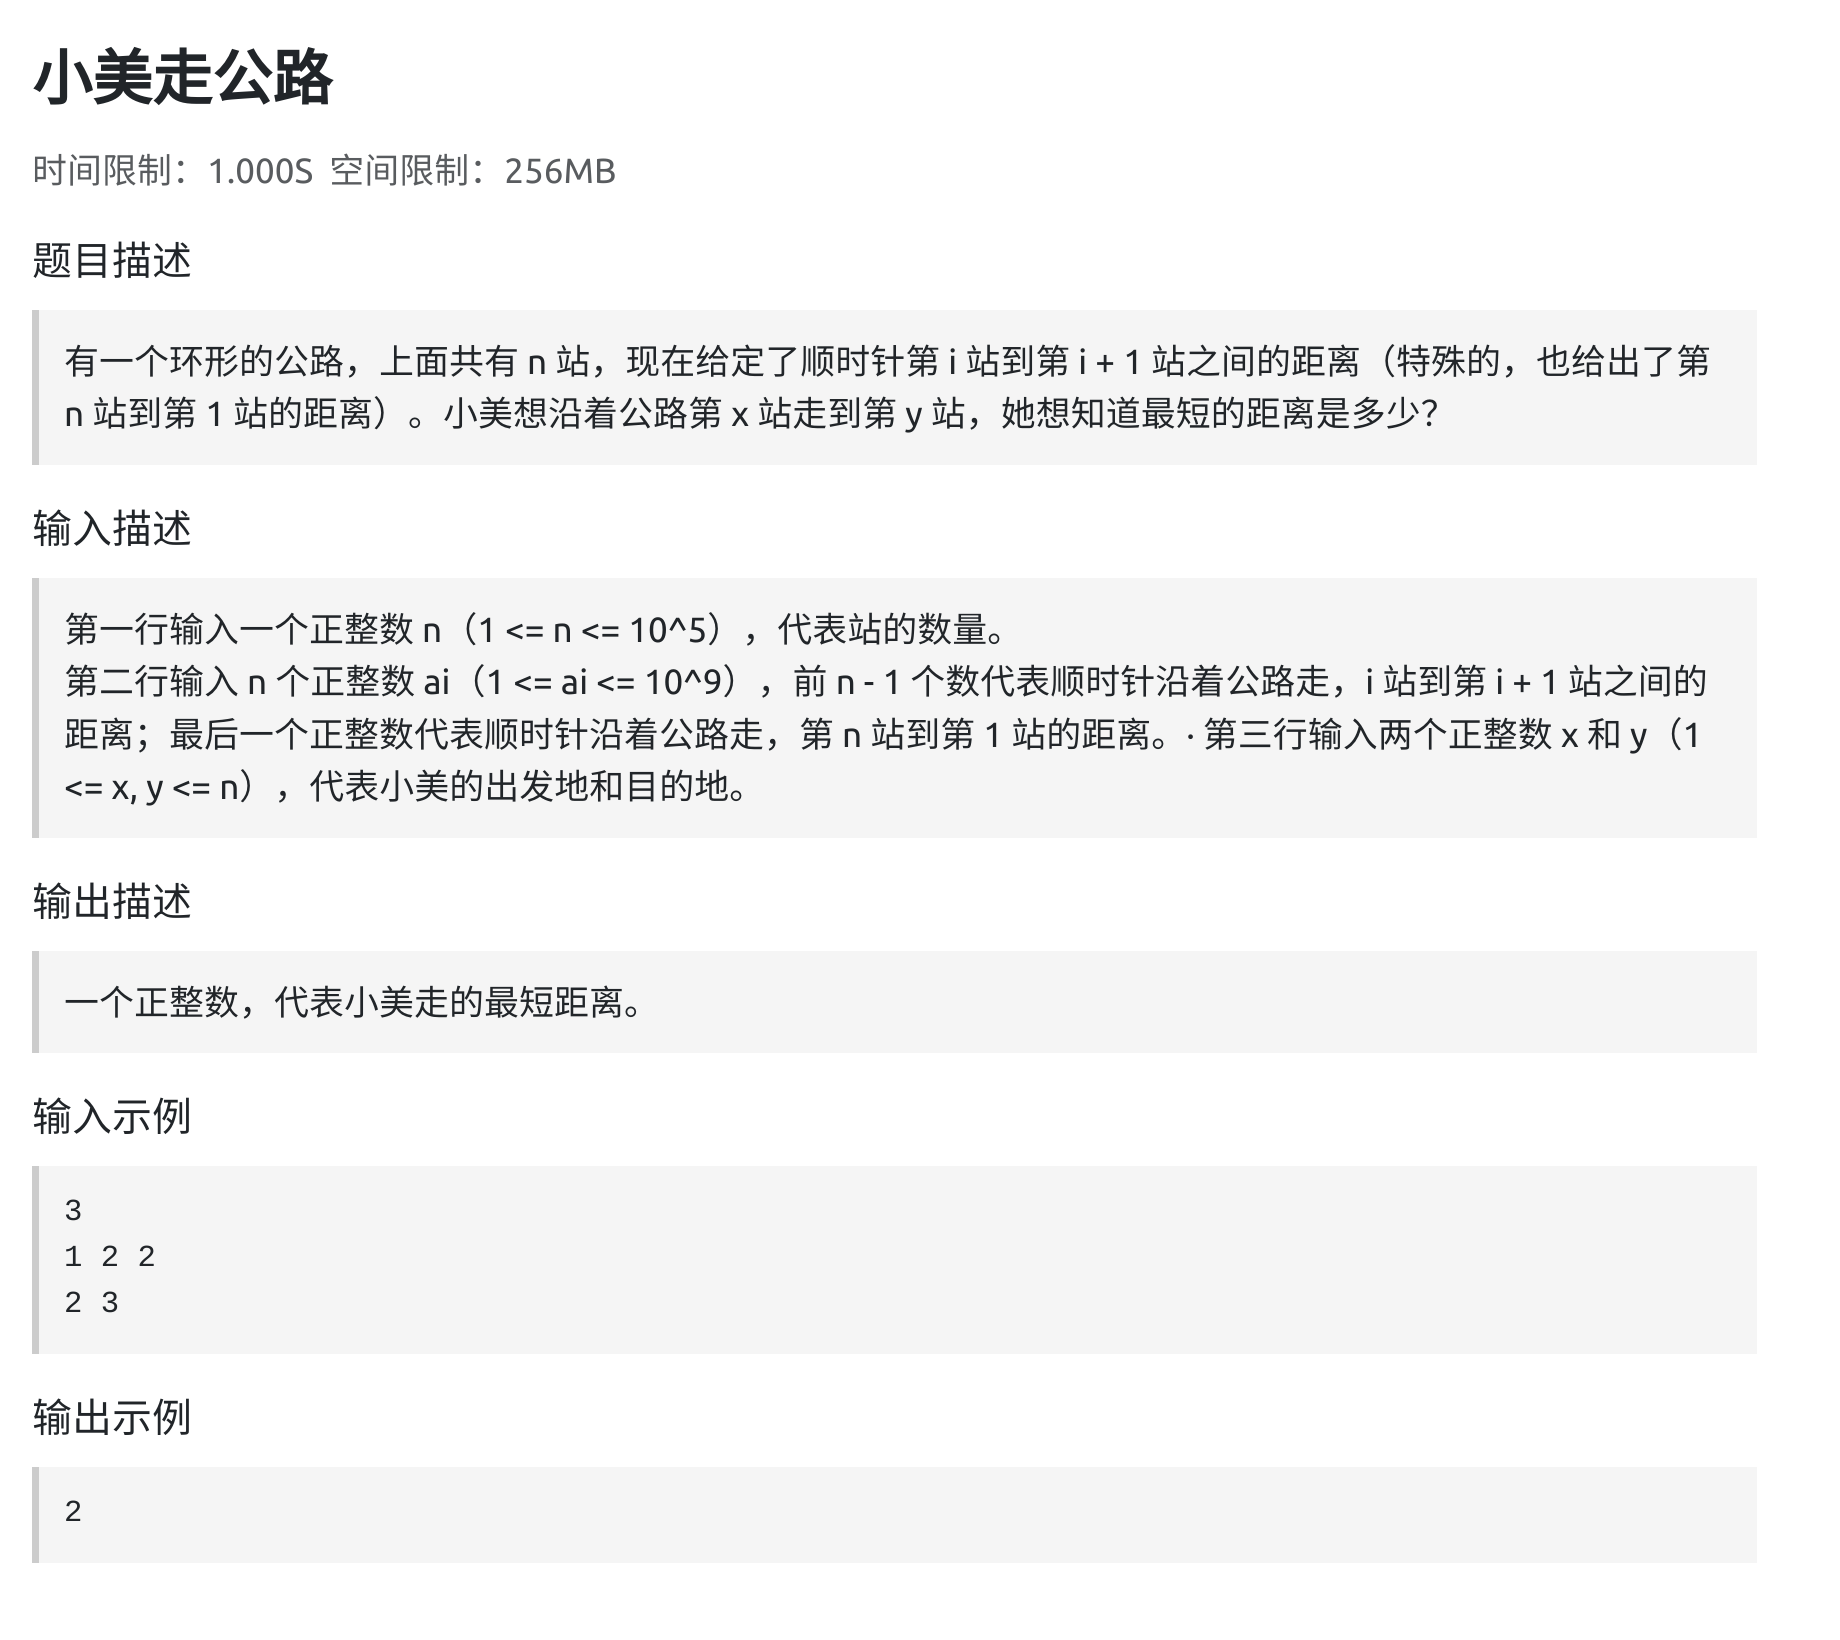 小美走公路
时间限制：1.000S 空间限制：256MB
题目描述
有一个环形的公路，上面共有 n 站，现在给定了顺时针第 i 站到第 i + 1 站之间的距离（特殊的，也给出了第
n 站到第 1 站的距离）。小美想沿着公路第 x 站走到第 y 站，她想知道最短的距离是多少？
输入描述
第一行输入一个正整数 n（1 <= n <= 10^5），代表站的数量。
第二行输入 n 个正整数 ai（1 <= ai <= 10^9），前 n - 1 个数代表顺时针沿着公路走，i 站到第 i + 1 站之间的
距离；最后一个正整数代表顺时针沿着公路走，第 n 站到第 1 站的距离。· 第三行输入两个正整数 x 和 y（1
<= x, y <= n），代表小美的出发地和目的地。
输出描述
一个正整数，代表小美走的最短距离。
输入示例
3
1 2 2
2 3
输出示例
2